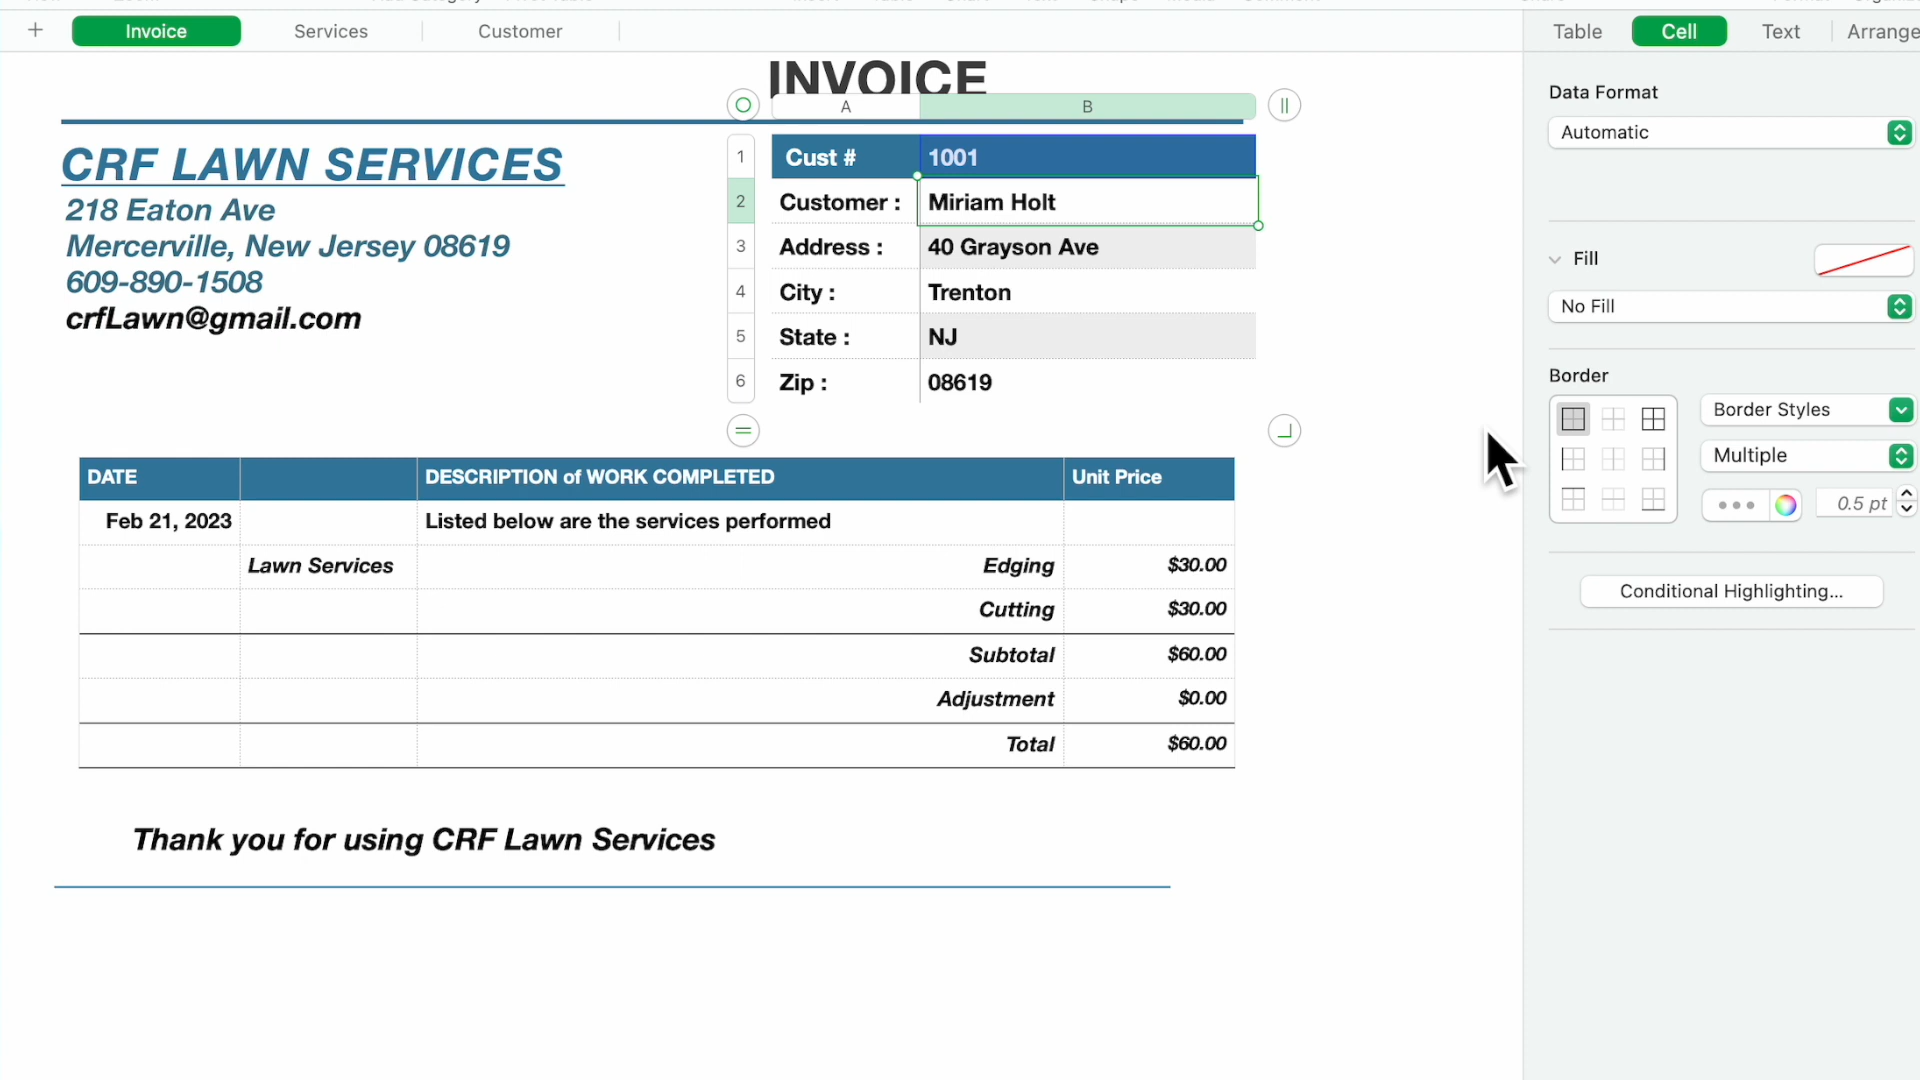 Invoice
Services
Customer
Table
Cell
Text
Arrange
INVOICE
A
B
CRF LAWN SERVICES
218 Eaton Ave
Mercerville, New Jersey 08619
609-890-1508
crfLawn@gmail.com
1 Cust # 1001
2 Customer : Miriam Holt
3 Address : 40 Grayson Ave
4 City : Trenton
5 State : NJ
6 Zip : 08619
DATE DESCRIPTION of WORK COMPLETED Unit Price
Feb 21, 2023 Listed below are the services performed
Lawn Services Edging $30.00
Cutting $30.00
Subtotal $60.00
Adjustment $0.00
Total $60.00
Thank you for using CRF Lawn Services
Data Format
Automatic
Fill
No Fill
Border
Border Styles
Multiple
0.5 pt
Conditional Highlighting...